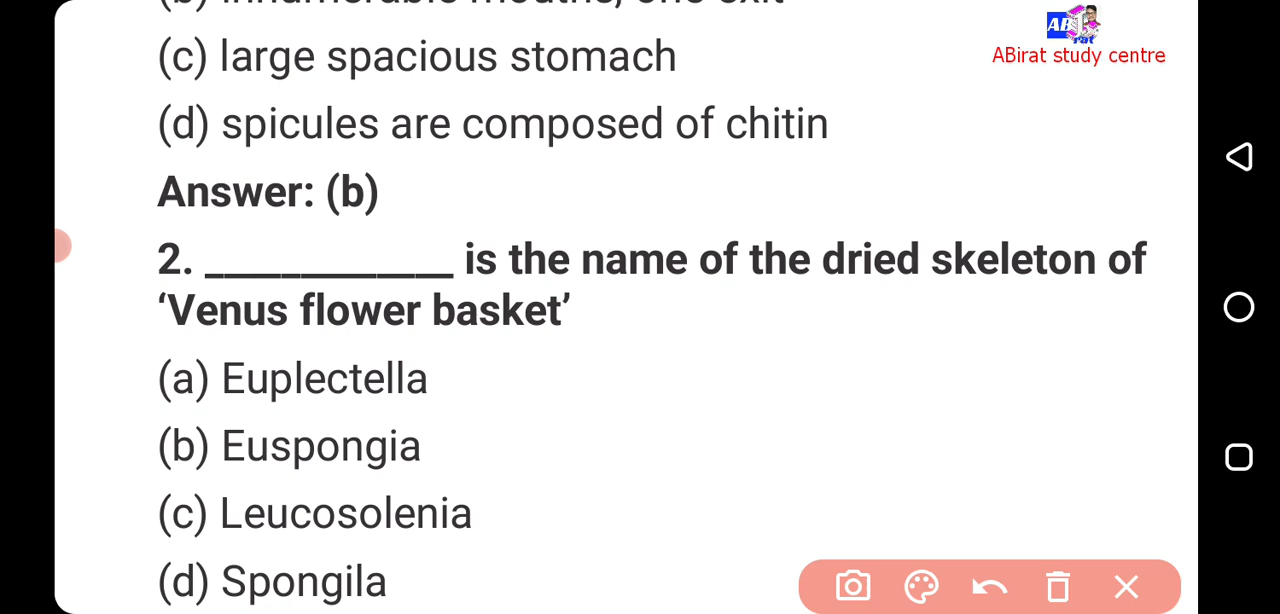 (c) large spacious stomach
(d) spicules are composed of chitin
Answer: (b)
2. ____________ is the name of the dried skeleton of
‘Venus flower basket’
(a) Euplectella
(b) Euspongia
(c) Leucosolenia
(d) Spongila
ABirat study centre